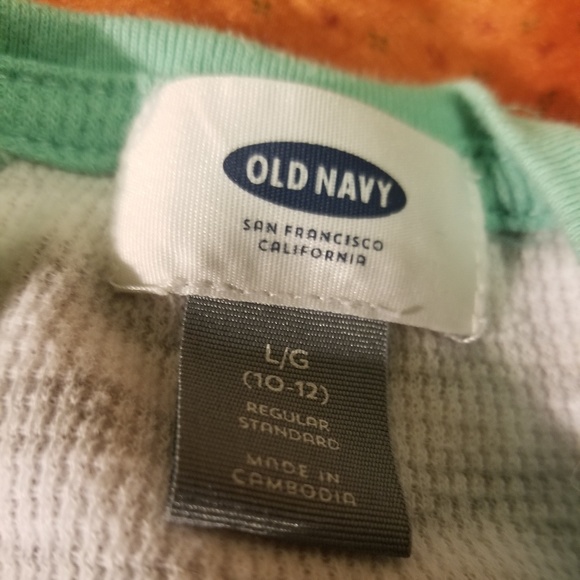 OLD NAVY
SAN FRANCISCO
CALIFORNIA
L/G
(10-12)
REGULAR
STANDARD
MADE IN
CAMBODIA